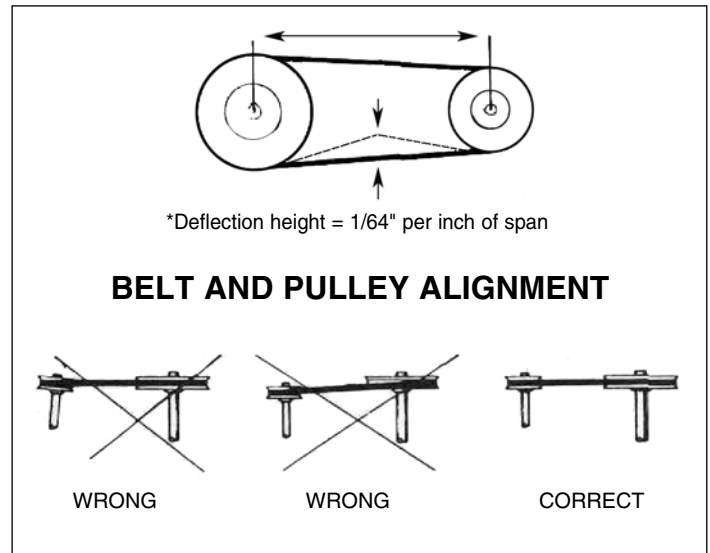 *Deflection height = 1/64" per inch of span
BELT AND PULLEY ALIGNMENT
WRONG
WRONG
CORRECT